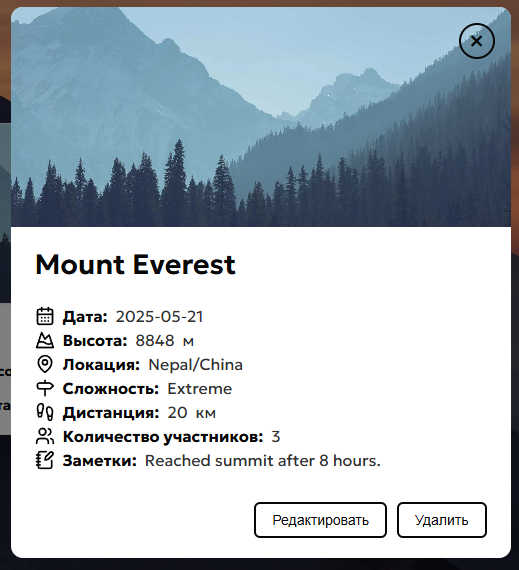 Mount Everest
Дата: 2025-05-21
Высота: 8848 м
Локация: Nepal/China
Сложность: Extreme
Дистанция: 20 км
Количество участников: 3
Заметки: Reached summit after 8 hours.
Редактировать Удалить